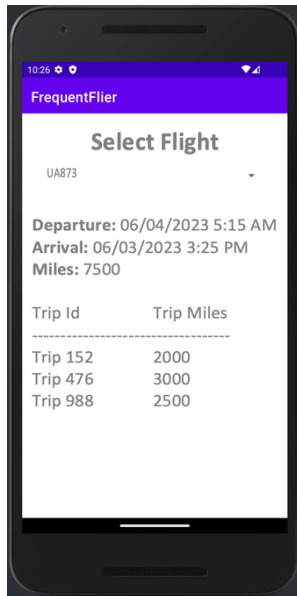 10:26
FrequentFlier
Select Flight
UA873
Departure: 06/04/2023 5:15 AM
Arrival: 06/03/2023 3:25 PM
Miles: 7500
Trip Id Trip Miles
-----------------------------------
Trip 152 2000
Trip 476 3000
Trip 988 2500